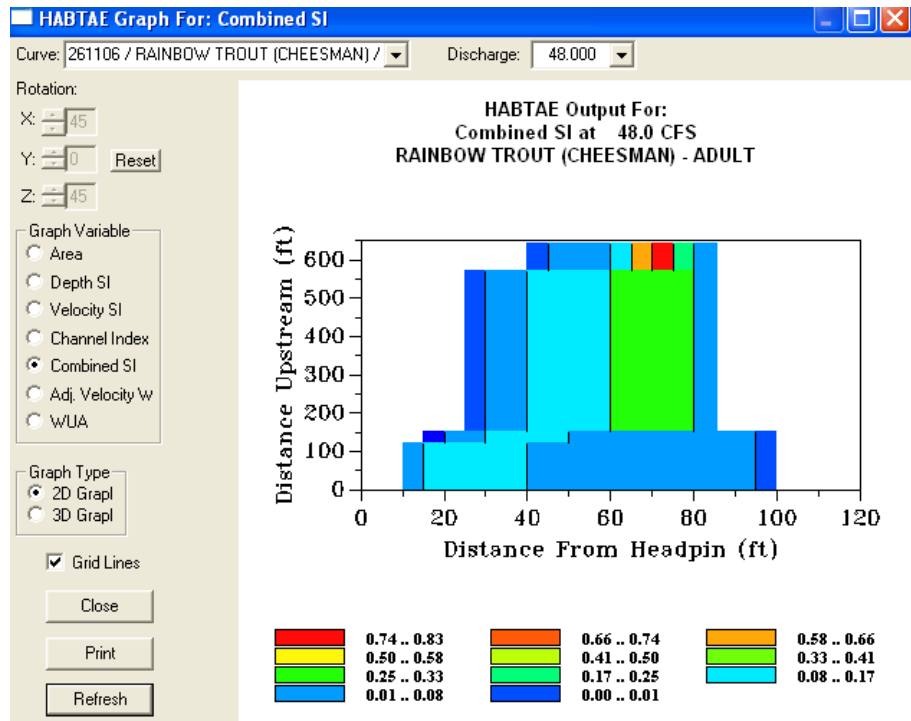 HABTAE Graph For: Combined SI
Curve: 261106 / RAINBOW TROUT (CHEESMAN) / Discharge: 48.000
Rotation:
X: 45
Y: 0 Reset
Z: 45
Graph Variable
Area
Depth SI
Velocity SI
Channel Index
Combined SI
Adj. Velocity W
WUA
Graph Type
2D Grapl
3D Grapl
Grid Lines
Close
Print
Refresh
HABTAE Output For:
Combined SI at 48.0 CFS
RAINBOW TROUT (CHEESMAN) - ADULT
Distance Upstream (ft)
600
500
400
300
200
100
0
0 20 40 60 80 100 120
Distance From Headpin (ft)
0.74 .. 0.83 0.66 .. 0.74 0.58 .. 0.66
0.50 .. 0.58 0.41 .. 0.50 0.33 .. 0.41
0.25 .. 0.33 0.17 .. 0.25 0.08 .. 0.17
0.01 .. 0.08 0.00 .. 0.01